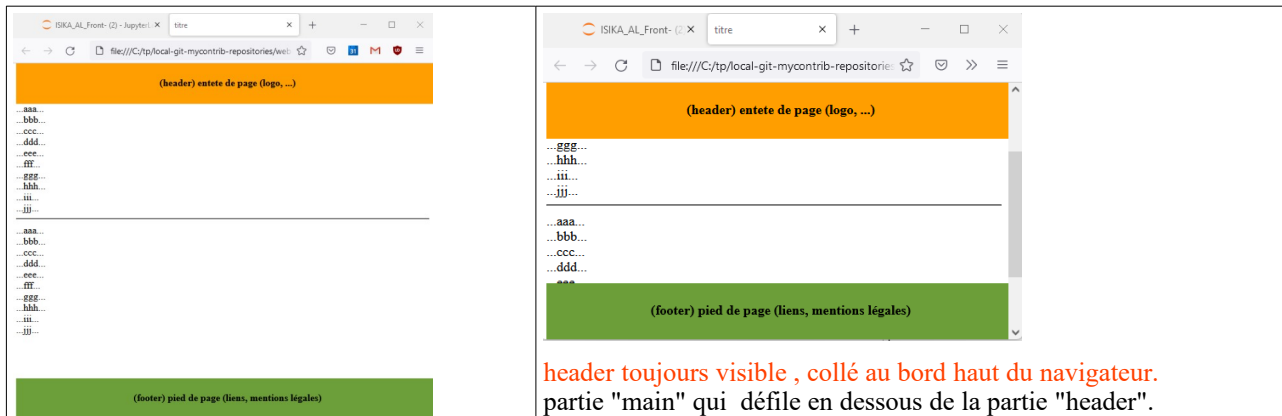 ISIKA_AL_Front- (2) - Jupyter
titre
file:///C:/tp/local-git-mycontrib-repositories/web
31
(header) entete de page (logo, ...)
...aaa...
...bbb...
...ccc...
...ddd...
...eee...
...fff...
...ggg...
...hhh...
...iii...
...jjj...
...aaa...
...bbb...
...ccc...
...ddd...
...eee...
...fff...
...ggg...
...hhh...
...iii...
...jjj...
(footer) pied de page (liens, mentions légales)
ISIKA_AL_Front- (2
titre
file:///C:/tp/local-git-mycontrib-repositories
(header) entete de page (logo, ...)
...ggg...
...hhh...
...iii...
...jjj...
...aaa...
...bbb...
...ccc...
...ddd...
...eee...
(footer) pied de page (liens, mentions légales)
header toujours visible , collé au bord haut du navigateur.
partie "main" qui défile en dessous de la partie "header".